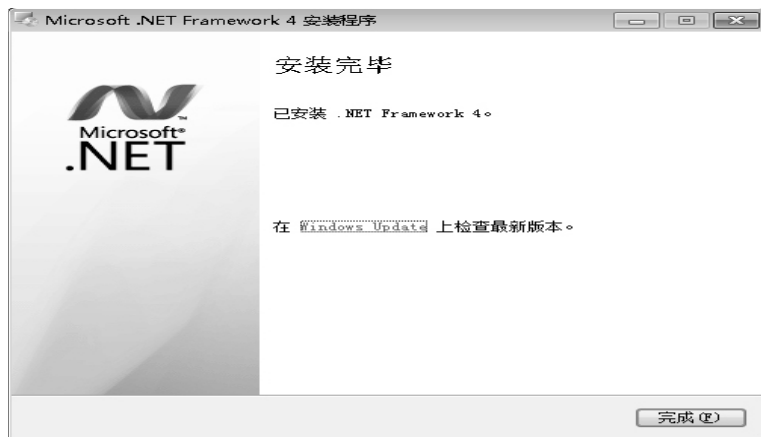 Microsoft .NET Framework 4 安装程序
安装完毕
Microsoft®
.NET™
已安装 .NET Framework 4。
在 Windows Update 上检查最新版本。
完成(F)